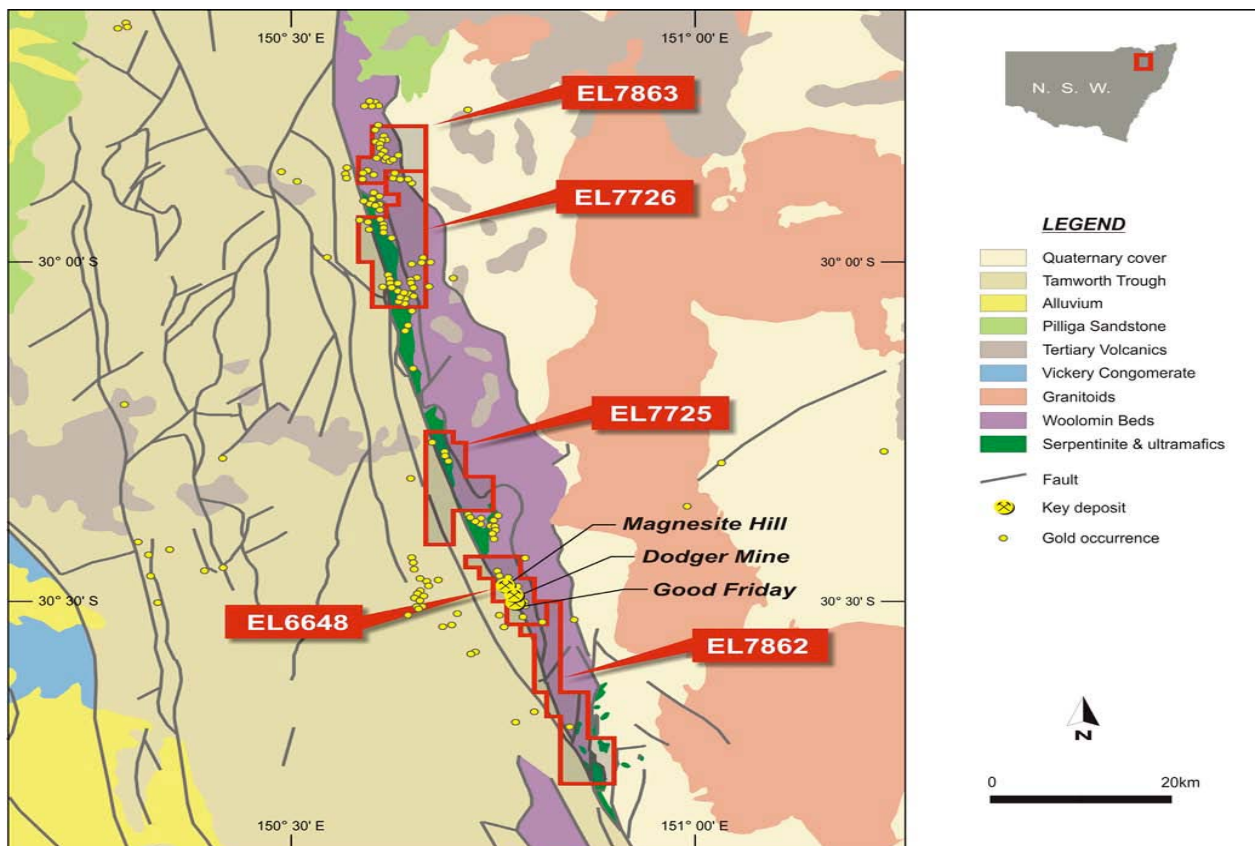 150° 30' E
151° 00' E
EL7863
N. S. W.
EL7726
LEGEND
Quaternary cover
30° 00' S
30° 00' S
Tamworth Trough
Alluvium
Pilliga Sandstone
Tertiary Volcanics
Vickery Congomerate
Granitoids
EL7725
Woolomin Beds
Serpentinite & ultramafics
Fault
Key deposit
Magnesite Hill
Gold occurrence
Dodger Mine
Good Friday
30° 30' S
30° 30' S
EL6648
EL7862
N
0 20km
150° 30' E
151° 00' E